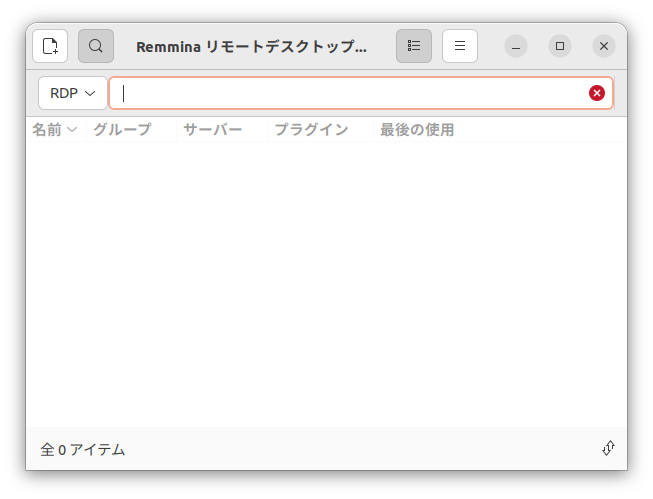 Remmina リモートデスクトップ...
RDP
名前 グループ サーバー プラグイン 最後の使用
全 0 アイテム